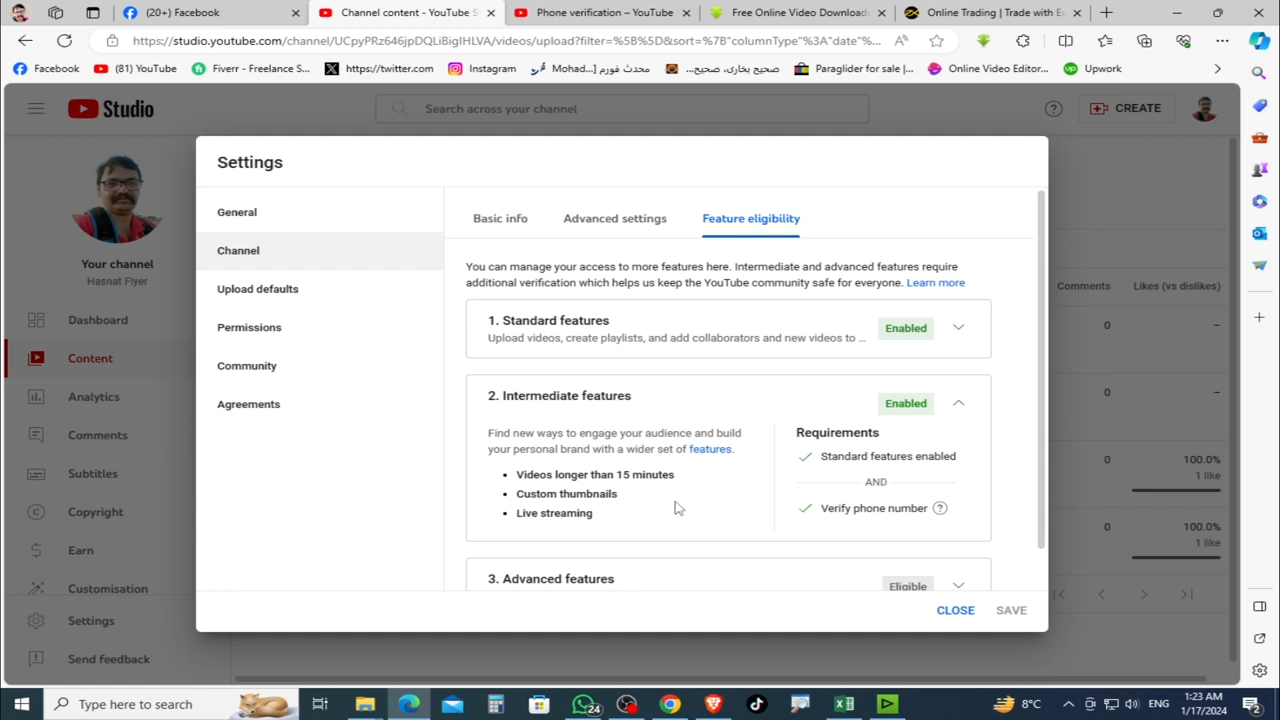 (20+) Facebook
Channel content - YouTube S
Phone verification – YouTube
Free Online Video Download
Online Trading | Trade with Ex
https://studio.youtube.com/channel/UCpyPRz646jpDQLiBigIHLVA/videos/upload?filter=%5B%5D&sort=%7B"columnType"%3A"date"%...
Facebook
(81) YouTube
Fiverr - Freelance S...
https://twitter.com
Instagram
محدث فورم [...Mohad
صحيح بخاری، صحيح...
Paraglider for sale |...
Online Video Editor...
Upwork
Studio
Search across your channel
CREATE
Your channel
Hasnat Flyer
Dashboard
Content
Analytics
Comments
Subtitles
Copyright
Earn
Customisation
Settings
Send feedback
Settings
General
Channel
Upload defaults
Permissions
Community
Agreements
Basic info
Advanced settings
Feature eligibility
You can manage your access to more features here. Intermediate and advanced features require
additional verification which helps us keep the YouTube community safe for everyone. Learn more
1. Standard features
Upload videos, create playlists, and add collaborators and new videos to ...
Enabled
2. Intermediate features
Enabled
Find new ways to engage your audience and build
your personal brand with a wider set of features.
• Videos longer than 15 minutes
• Custom thumbnails
• Live streaming
Requirements
Standard features enabled
AND
Verify phone number
3. Advanced features
Eligible
CLOSE
SAVE
Comments
Likes (vs dislikes)
0
–
0
–
0
100.0%
1 like
0
100.0%
1 like
Type here to search
24
8°C
ENG
1:23 AM
1/17/2024
2